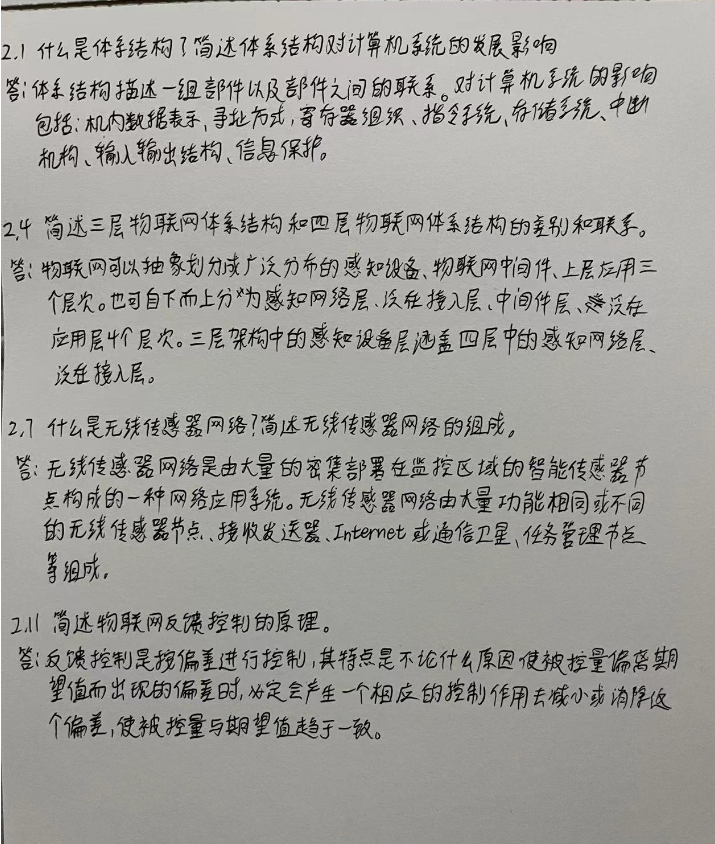 2.1 什么是体系结构？简述体系结构对计算机系统的发展影响
答：体系结构描述一组部件以及部件之间的联系。对计算机系统的影响
包括：机内数据表示，寻址方式，寄存器组织、指令系统，存储系统、中断
机构、输入输出结构、信息保护。
2.4 简述三层物联网体系结构和四层物联网体系结构的差别和联系。
答：物联网可以抽象划分成广泛分布的感知设备、物联网中间件、上层应用三
个层次。也可自下而上分为感知网络层、泛在接入层、中间件层、泛在
应用层4个层次。三层架构中的感知设备层涵盖四层中的感知网络层、
泛在接入层。
2.7 什么是无线传感器网络？简述无线传感器网络的组成。
答：无线传感器网络是由大量的密集部署在监控区域的智能传感器节
点构成的一种网络应用系统。无线传感器网络由大量功能相同或不同
的无线传感器节点、接收发送器、Internet或通信卫星、任务管理节点
等组成。
2.11 简述物联网反馈控制的原理。
答：反馈控制是按偏差进行控制，其特点是不论什么原因使被控量偏离期
望值而出现的偏差时，必定会产生一个相应的控制作用去减小或消除这
个偏差，使被控量与期望值趋于一致。